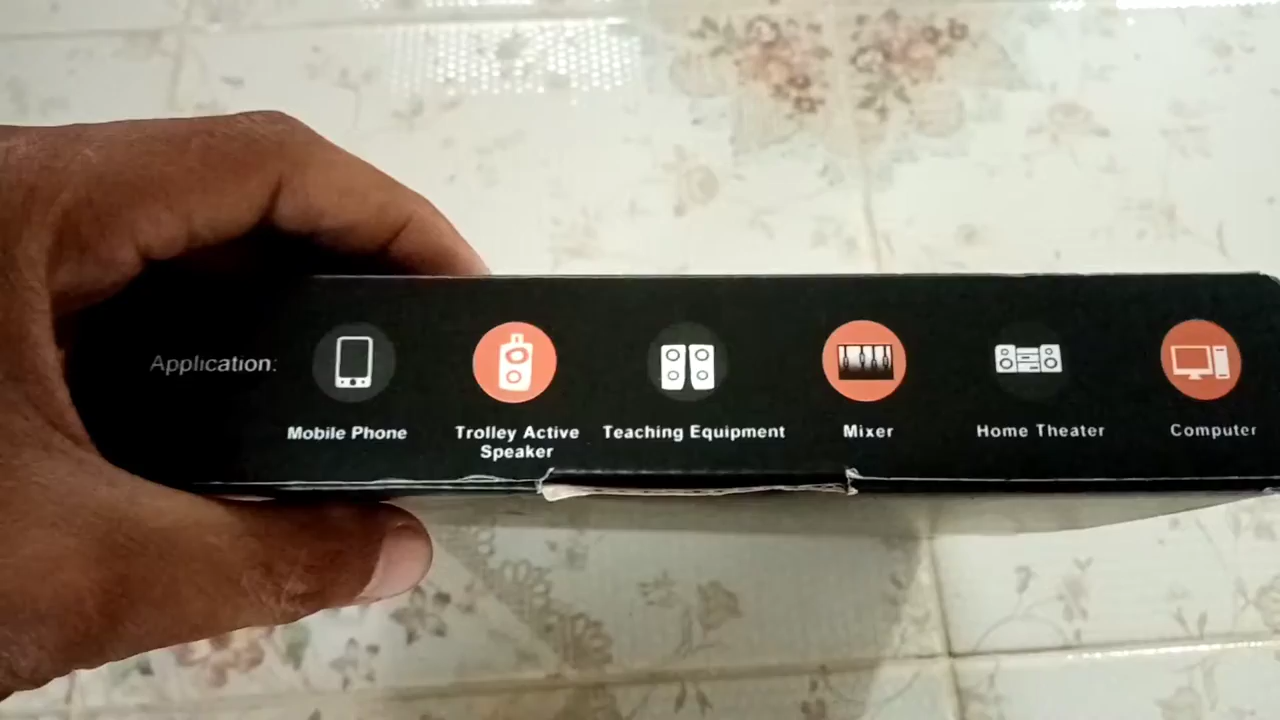 Application:
Mobile Phone
Trolley Active
Speaker
Teaching Equipment
Mixer
Home Theater
Computer